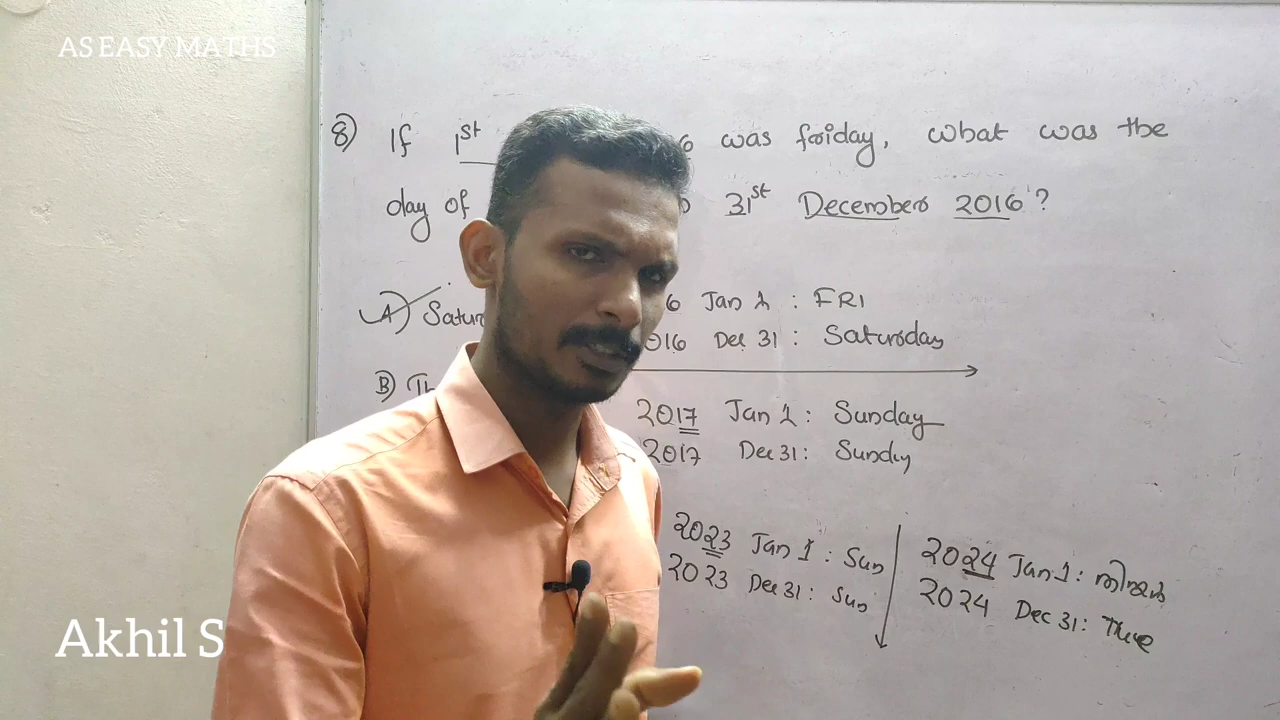 AS EASY MATHS
8) If 1st 6 was friday, what was the
day of 31st December 2016?
A) Satur 6 Jan 1 : FRI
016 Dec 31 : Saturday
B) Th 2017 Jan 1 : Sunday
2017 Dec 31 : Sundy
2023 Jan 1 : Sun
2023 Dec 31 : Sun
2024 Jan 1 : തിങ്കൾ
2024 Dec 31 : Tue
Akhil S